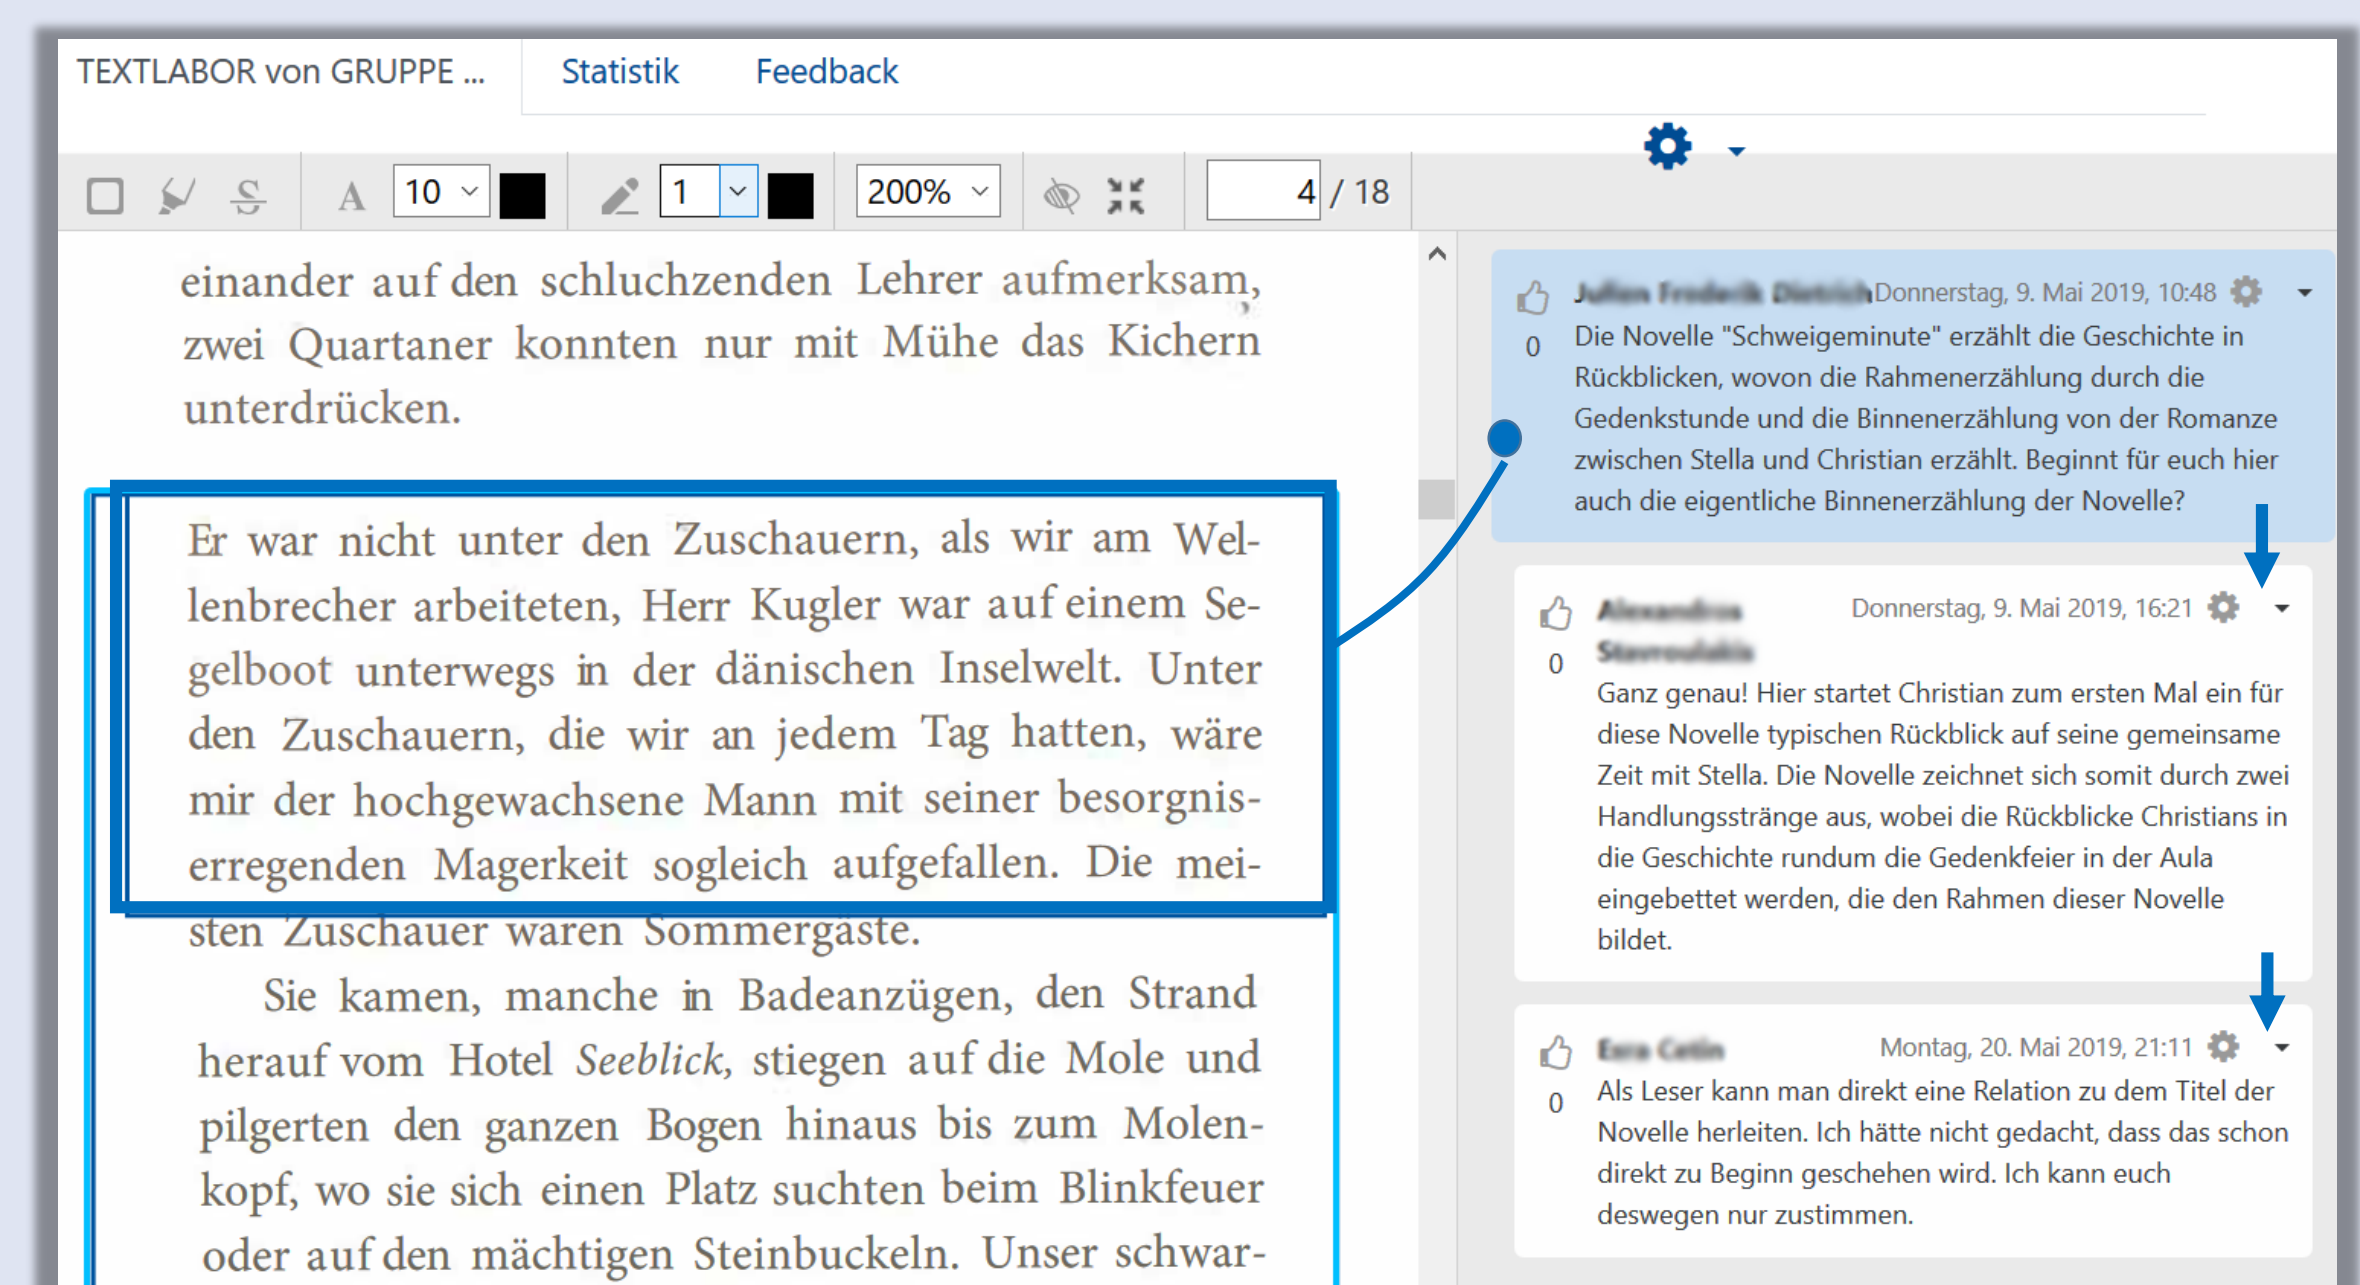 TEXTLABOR von GRUPPE ...
Statistik
Feedback
A
10
1
200%
4 / 18
einander auf den schluchzenden Lehrer aufmerksam,
zwei Quartaner konnten nur mit Mühe das Kichern
unterdrücken.
Er war nicht unter den Zuschauern, als wir am Wel-
lenbrecher arbeiteten, Herr Kugler war auf einem Se-
gelboot unterwegs in der dänischen Inselwelt. Unter
den Zuschauern, die wir an jedem Tag hatten, wäre
mir der hochgewachsene Mann mit seiner besorgnis-
erregenden Magerkeit sogleich aufgefallen. Die mei-
sten Zuschauer waren Sommergäste.
Sie kamen, manche in Badeanzügen, den Strand
herauf vom Hotel Seeblick, stiegen auf die Mole und
pilgerten den ganzen Bogen hinaus bis zum Molen-
kopf, wo sie sich einen Platz suchten beim Blinkfeuer
oder auf den mächtigen Steinbuckeln. Unser schwar-
Donnerstag, 9. Mai 2019, 10:48
0
Die Novelle "Schweigeminute" erzählt die Geschichte in
Rückblicken, wovon die Rahmenerzählung durch die
Gedenkstunde und die Binnenerzählung von der Romanze
zwischen Stella und Christian erzählt. Beginnt für euch hier
auch die eigentliche Binnenerzählung der Novelle?
Donnerstag, 9. Mai 2019, 16:21
0
Ganz genau! Hier startet Christian zum ersten Mal ein für
diese Novelle typischen Rückblick auf seine gemeinsame
Zeit mit Stella. Die Novelle zeichnet sich somit durch zwei
Handlungsstränge aus, wobei die Rückblicke Christians in
die Geschichte rundum die Gedenkfeier in der Aula
eingebettet werden, die den Rahmen dieser Novelle
bildet.
Montag, 20. Mai 2019, 21:11
0
Als Leser kann man direkt eine Relation zu dem Titel der
Novelle herleiten. Ich hätte nicht gedacht, dass das schon
direkt zu Beginn geschehen wird. Ich kann euch
deswegen nur zustimmen.